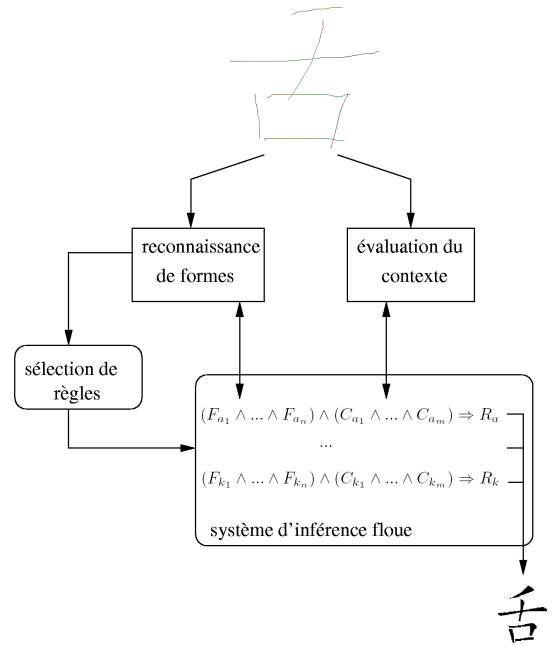 舌
reconnaissance
de formes
évaluation du
contexte
sélection de
règles
(F_{a_1} ∧ ... ∧ F_{a_n}) ∧ (C_{a_1} ∧ ... ∧ C_{a_m}) ⇒ R_a
...
(F_{k_1} ∧ ... ∧ F_{k_n}) ∧ (C_{k_1} ∧ ... ∧ C_{k_m}) ⇒ R_k
système d'inférence floue
舌